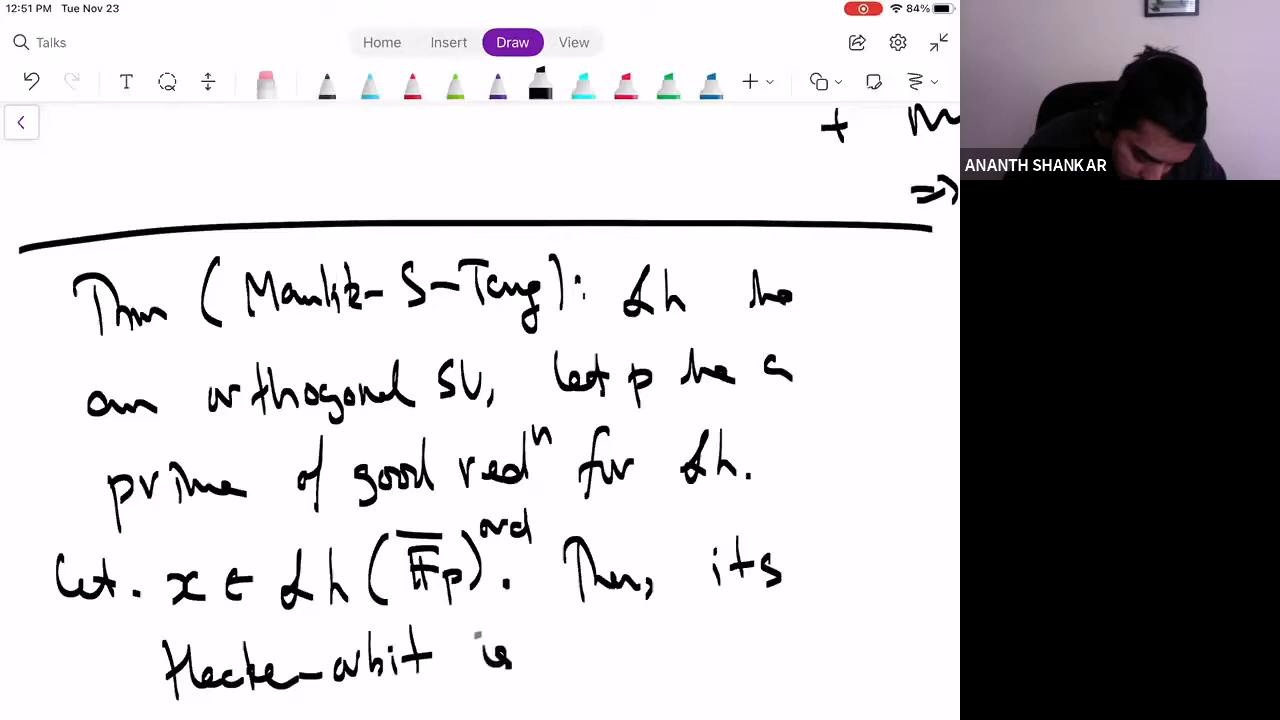 12:51 PM Tue Nov 23
84%
Talks
Home Insert Draw View
T
ANANTH SHANKAR
+
⇒
Thm (Maulik-S-Tang): Sh be
an orthogonal SV, let p be a
prime of good redⁿ for Sh.
Let. x ∈ Sh(F̅p)^ord. Then, its
Hecke-orbit is